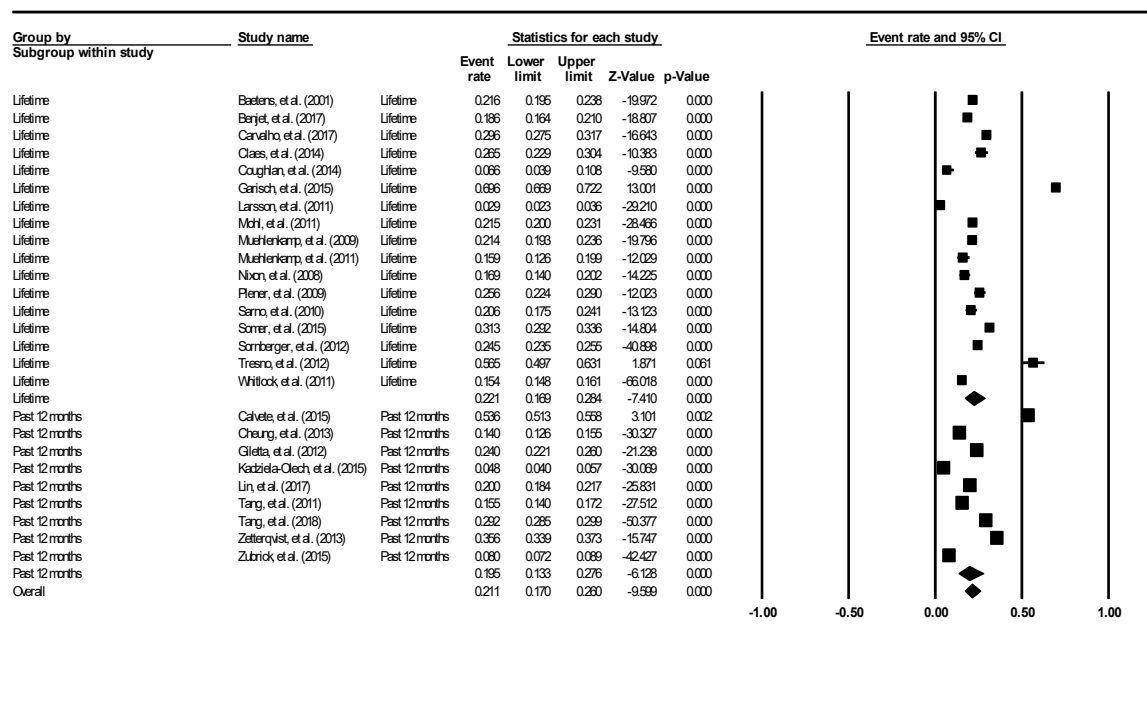 Group by Study name Statistics for each study Event rate and 95% CI
Subgroup within study
Event Lower Upper
rate limit limit Z-Value p-Value
Lifetime Baetens, et al. (2001) Lifetime 0.216 0.195 0.238 -19.972 0.000
Lifetime Benjet, et al. (2017) Lifetime 0.186 0.164 0.210 -18.807 0.000
Lifetime Carvalho, et al. (2017) Lifetime 0.296 0.275 0.317 -16.643 0.000
Lifetime Claes, et al. (2014) Lifetime 0.265 0.229 0.304 -10.383 0.000
Lifetime Coughlan, et al. (2014) Lifetime 0.066 0.039 0.108 -9.580 0.000
Lifetime Garisch, et al. (2015) Lifetime 0.696 0.669 0.722 13.001 0.000
Lifetime Larsson, et al. (2011) Lifetime 0.029 0.023 0.036 -29.210 0.000
Lifetime Mohl, et al. (2011) Lifetime 0.215 0.200 0.231 -28.466 0.000
Lifetime Muehlenkamp, et al. (2009) Lifetime 0.214 0.193 0.236 -19.796 0.000
Lifetime Muehlenkamp, et al. (2011) Lifetime 0.159 0.126 0.199 -12.029 0.000
Lifetime Nixon, et al. (2008) Lifetime 0.169 0.140 0.202 -14.225 0.000
Lifetime Plener, et al. (2009) Lifetime 0.256 0.224 0.290 -12.023 0.000
Lifetime Sarno, et al. (2010) Lifetime 0.206 0.175 0.241 -13.123 0.000
Lifetime Somer, et al. (2015) Lifetime 0.313 0.292 0.336 -14.804 0.000
Lifetime Sornberger, et al. (2012) Lifetime 0.245 0.235 0.255 -40.898 0.000
Lifetime Tresno, et al. (2012) Lifetime 0.565 0.497 0.631 1.871 0.061
Lifetime Whitlock, et al. (2011) Lifetime 0.154 0.148 0.161 -66.018 0.000
Lifetime 0.221 0.169 0.284 -7.410 0.000
Past 12 months Calvete, et al. (2015) Past 12 months 0.536 0.513 0.558 3.101 0.002
Past 12 months Cheung, et al. (2013) Past 12 months 0.140 0.126 0.155 -30.327 0.000
Past 12 months Giletta, et al. (2012) Past 12 months 0.240 0.221 0.260 -21.238 0.000
Past 12 months Kadziela-Olech, et al. (2015) Past 12 months 0.048 0.040 0.057 -30.069 0.000
Past 12 months Lin, et al. (2017) Past 12 months 0.200 0.184 0.217 -25.831 0.000
Past 12 months Tang, et al. (2011) Past 12 months 0.155 0.140 0.172 -27.512 0.000
Past 12 months Tang, et al. (2018) Past 12 months 0.292 0.285 0.299 -50.377 0.000
Past 12 months Zetterqvist, et al. (2013) Past 12 months 0.356 0.339 0.373 -15.747 0.000
Past 12 months Zubrick, et al. (2015) Past 12 months 0.080 0.072 0.089 -42.427 0.000
Past 12 months 0.195 0.133 0.276 -6.128 0.000
Overall 0.211 0.170 0.260 -9.599 0.000
-1.00 -0.50 0.00 0.50 1.00